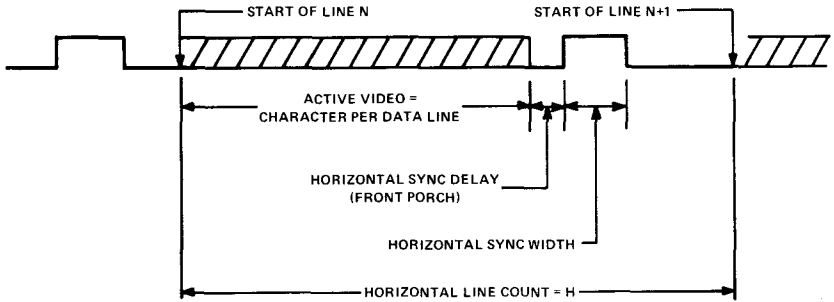 START OF LINE N
START OF LINE N+1
ACTIVE VIDEO =
CHARACTER PER DATA LINE
HORIZONTAL SYNC DELAY
(FRONT PORCH)
HORIZONTAL SYNC WIDTH
HORIZONTAL LINE COUNT = H